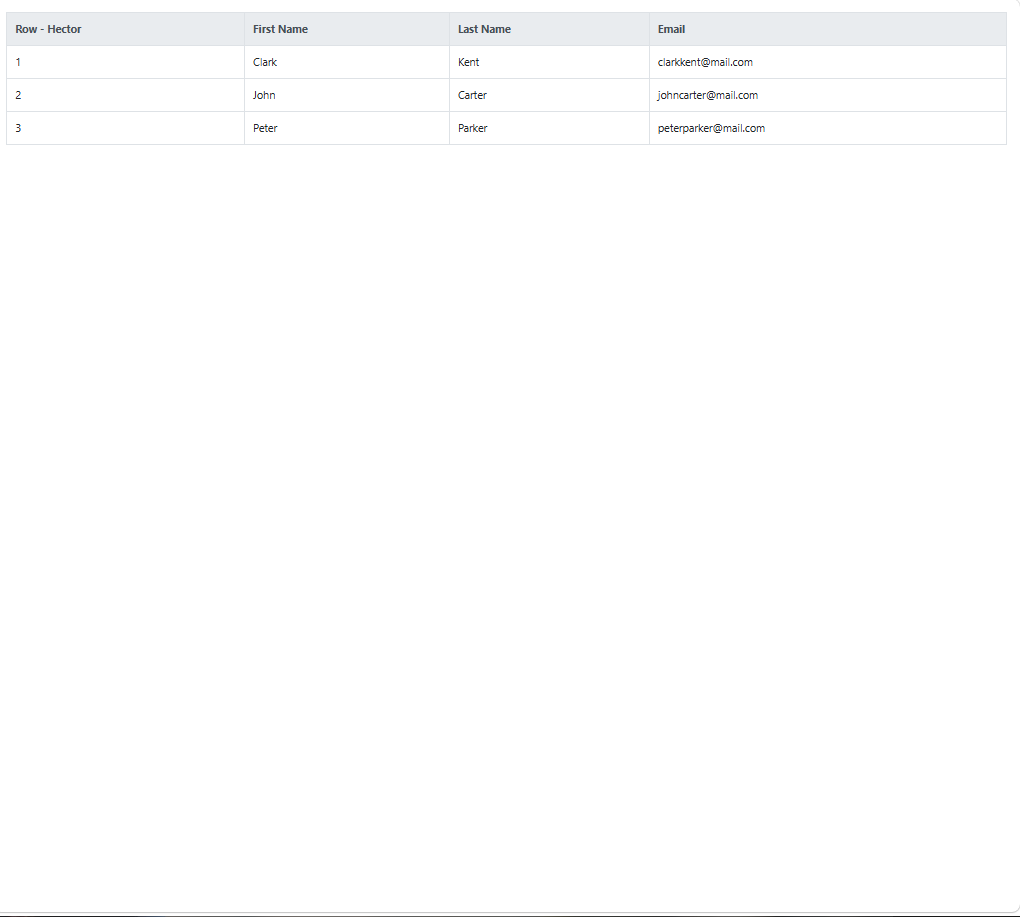 Row - Hector First Name Last Name Email
1 Clark Kent clarkkent@mail.com
2 John Carter johncarter@mail.com
3 Peter Parker peterparker@mail.com